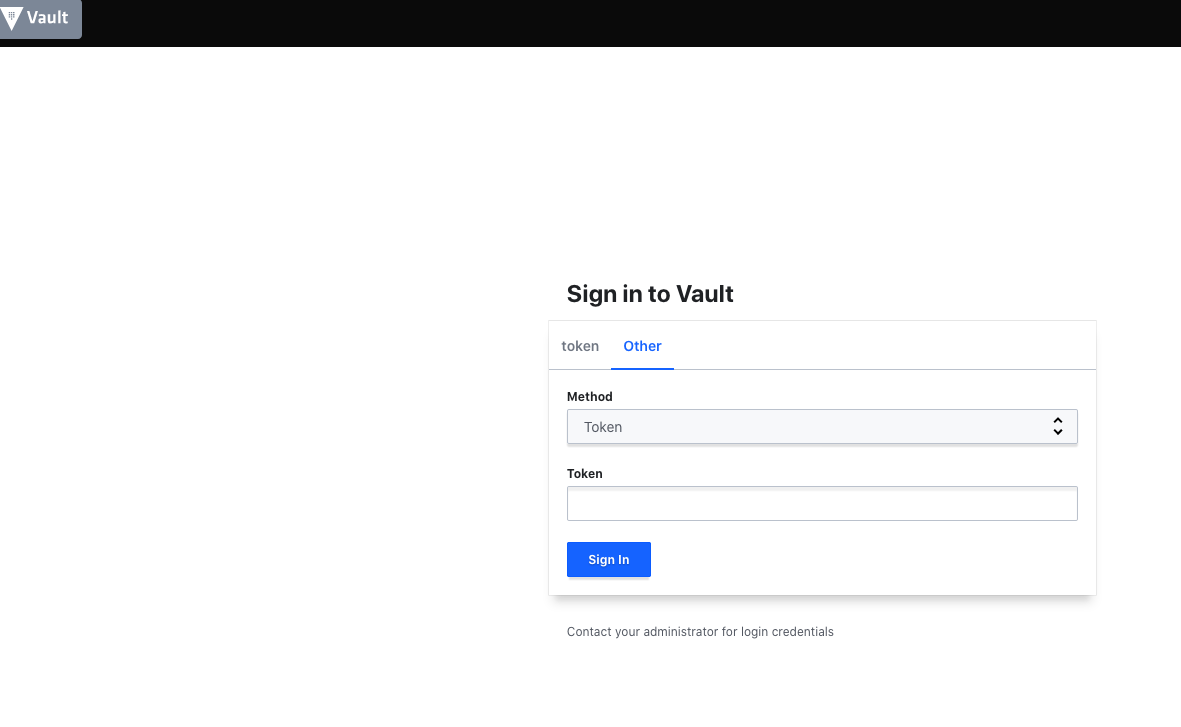 Vault
Sign in to Vault
token Other
Method
Token
Token
Sign In
Contact your administrator for login credentials